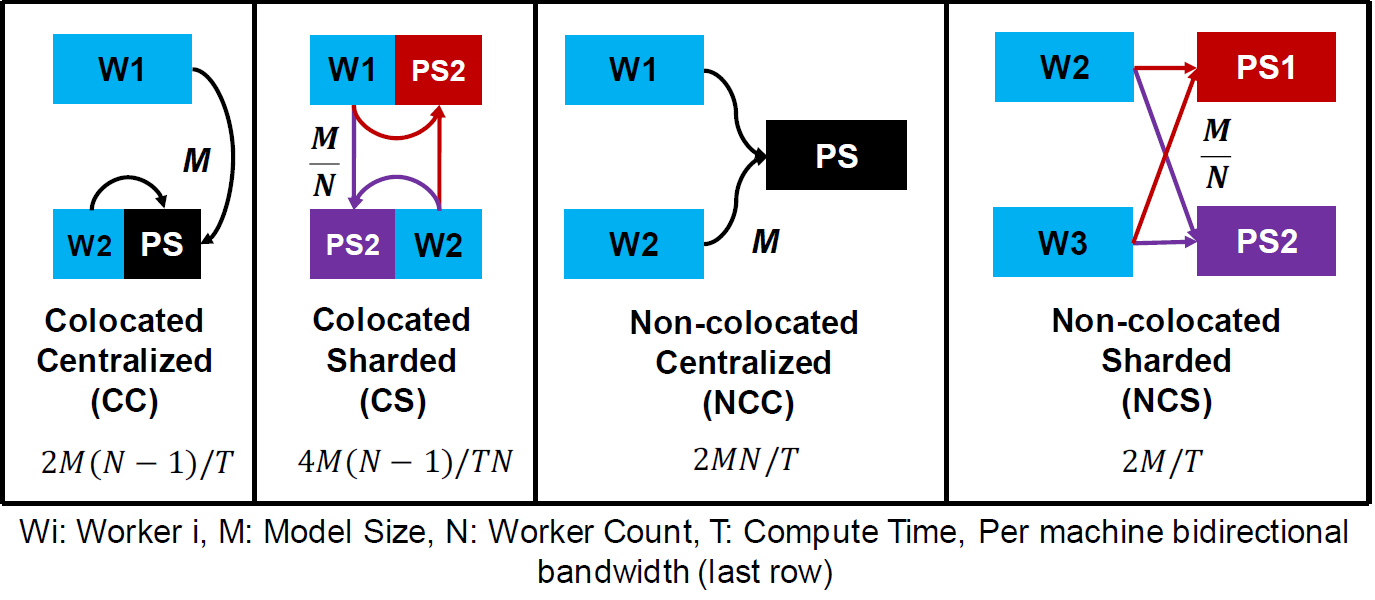 W1
M
W2 PS
Colocated
Centralized
(CC)
2M(N − 1)/T
W1 PS2
M
N
PS2 W2
Colocated
Sharded
(CS)
4M(N − 1)/TN
W1
PS
W2
M
Non-colocated
Centralized
(NCC)
2MN/T
W2 PS1
M
N
W3 PS2
Non-colocated
Sharded
(NCS)
2M/T
Wi: Worker i, M: Model Size, N: Worker Count, T: Compute Time, Per machine bidirectional
bandwidth (last row)